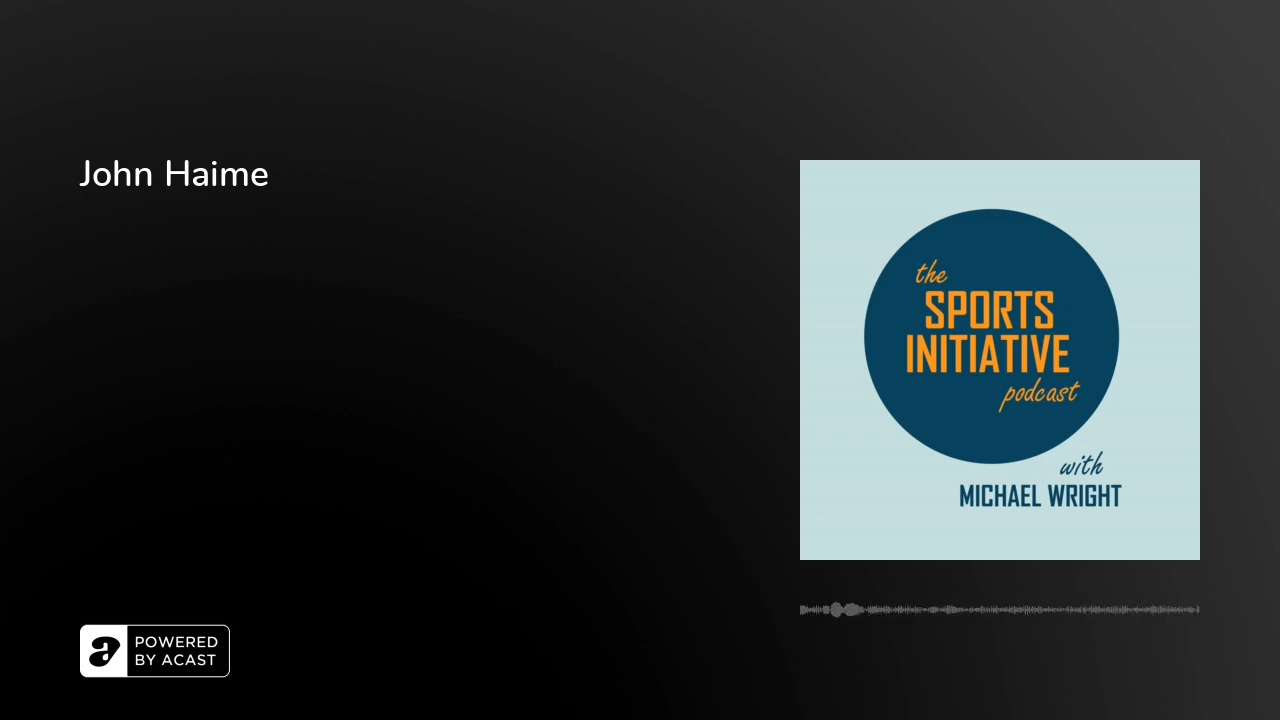 John Haime
the
SPORTS
INITIATIVE
podcast
with
MICHAEL WRIGHT
a
POWERED
BY ACAST